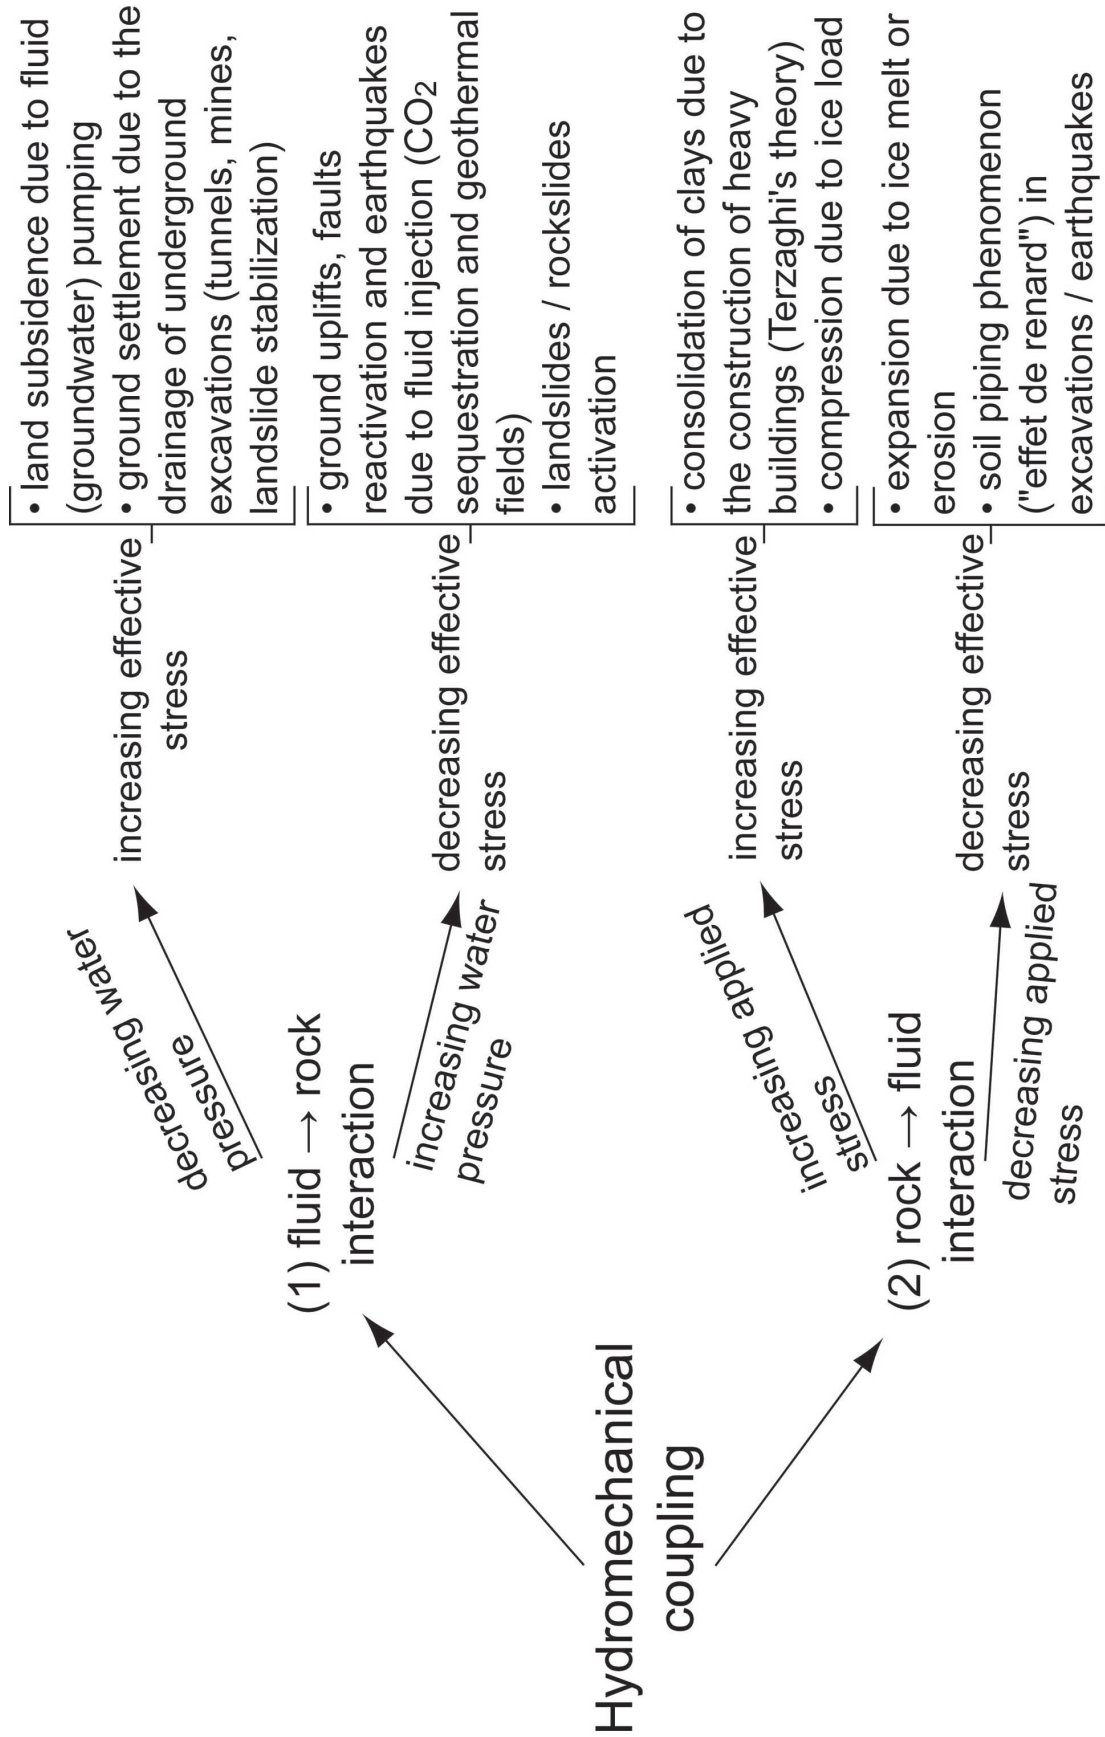 Hydromechanical
coupling
(1) fluid → rock
interaction
decreasing water
pressure
increasing effective
stress
• land subsidence due to fluid
(groundwater) pumping
• ground settlement due to the
drainage of underground
excavations (tunnels, mines,
landslide stabilization)
increasing water
pressure
decreasing effective
stress
• ground uplifts, faults
reactivation and earthquakes
due to fluid injection (CO₂
sequestration and geothermal
fields)
• landslides / rockslides
activation
(2) rock → fluid
interaction
increasing applied
stress
increasing effective
stress
• consolidation of clays due to
the construction of heavy
buildings (Terzaghi's theory)
• compression due to ice load
decreasing applied
stress
decreasing effective
stress
• expansion due to ice melt or
erosion
• soil piping phenomenon
("effet de renard") in
excavations / earthquakes